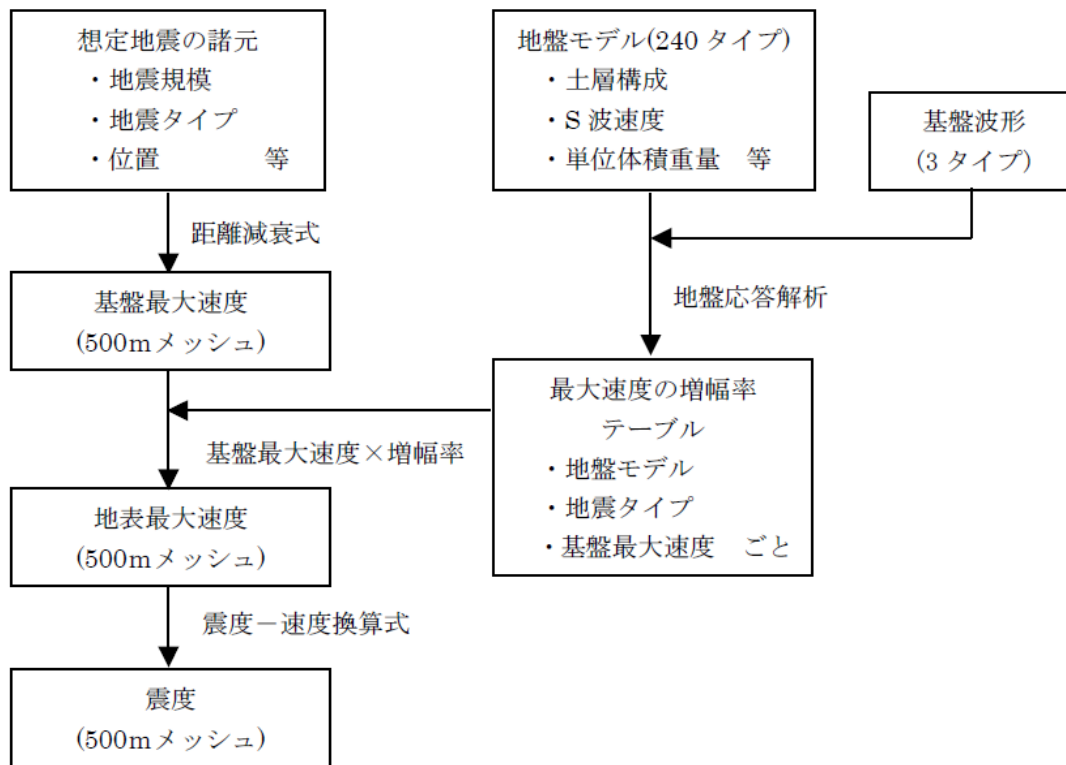 想定地震の諸元
・地震規模
・地震タイプ
・位置　　　　等
地盤モデル(240 タイプ)
・土層構成
・S 波速度
・単位体積重量　等
基盤波形
(3 タイプ)
距離減衰式
地盤応答解析
基盤最大速度
(500mメッシュ)
最大速度の増幅率
テーブル
・地盤モデル
・地震タイプ
・基盤最大速度　ごと
基盤最大速度×増幅率
地表最大速度
(500mメッシュ)
震度－速度換算式
震度
(500mメッシュ)